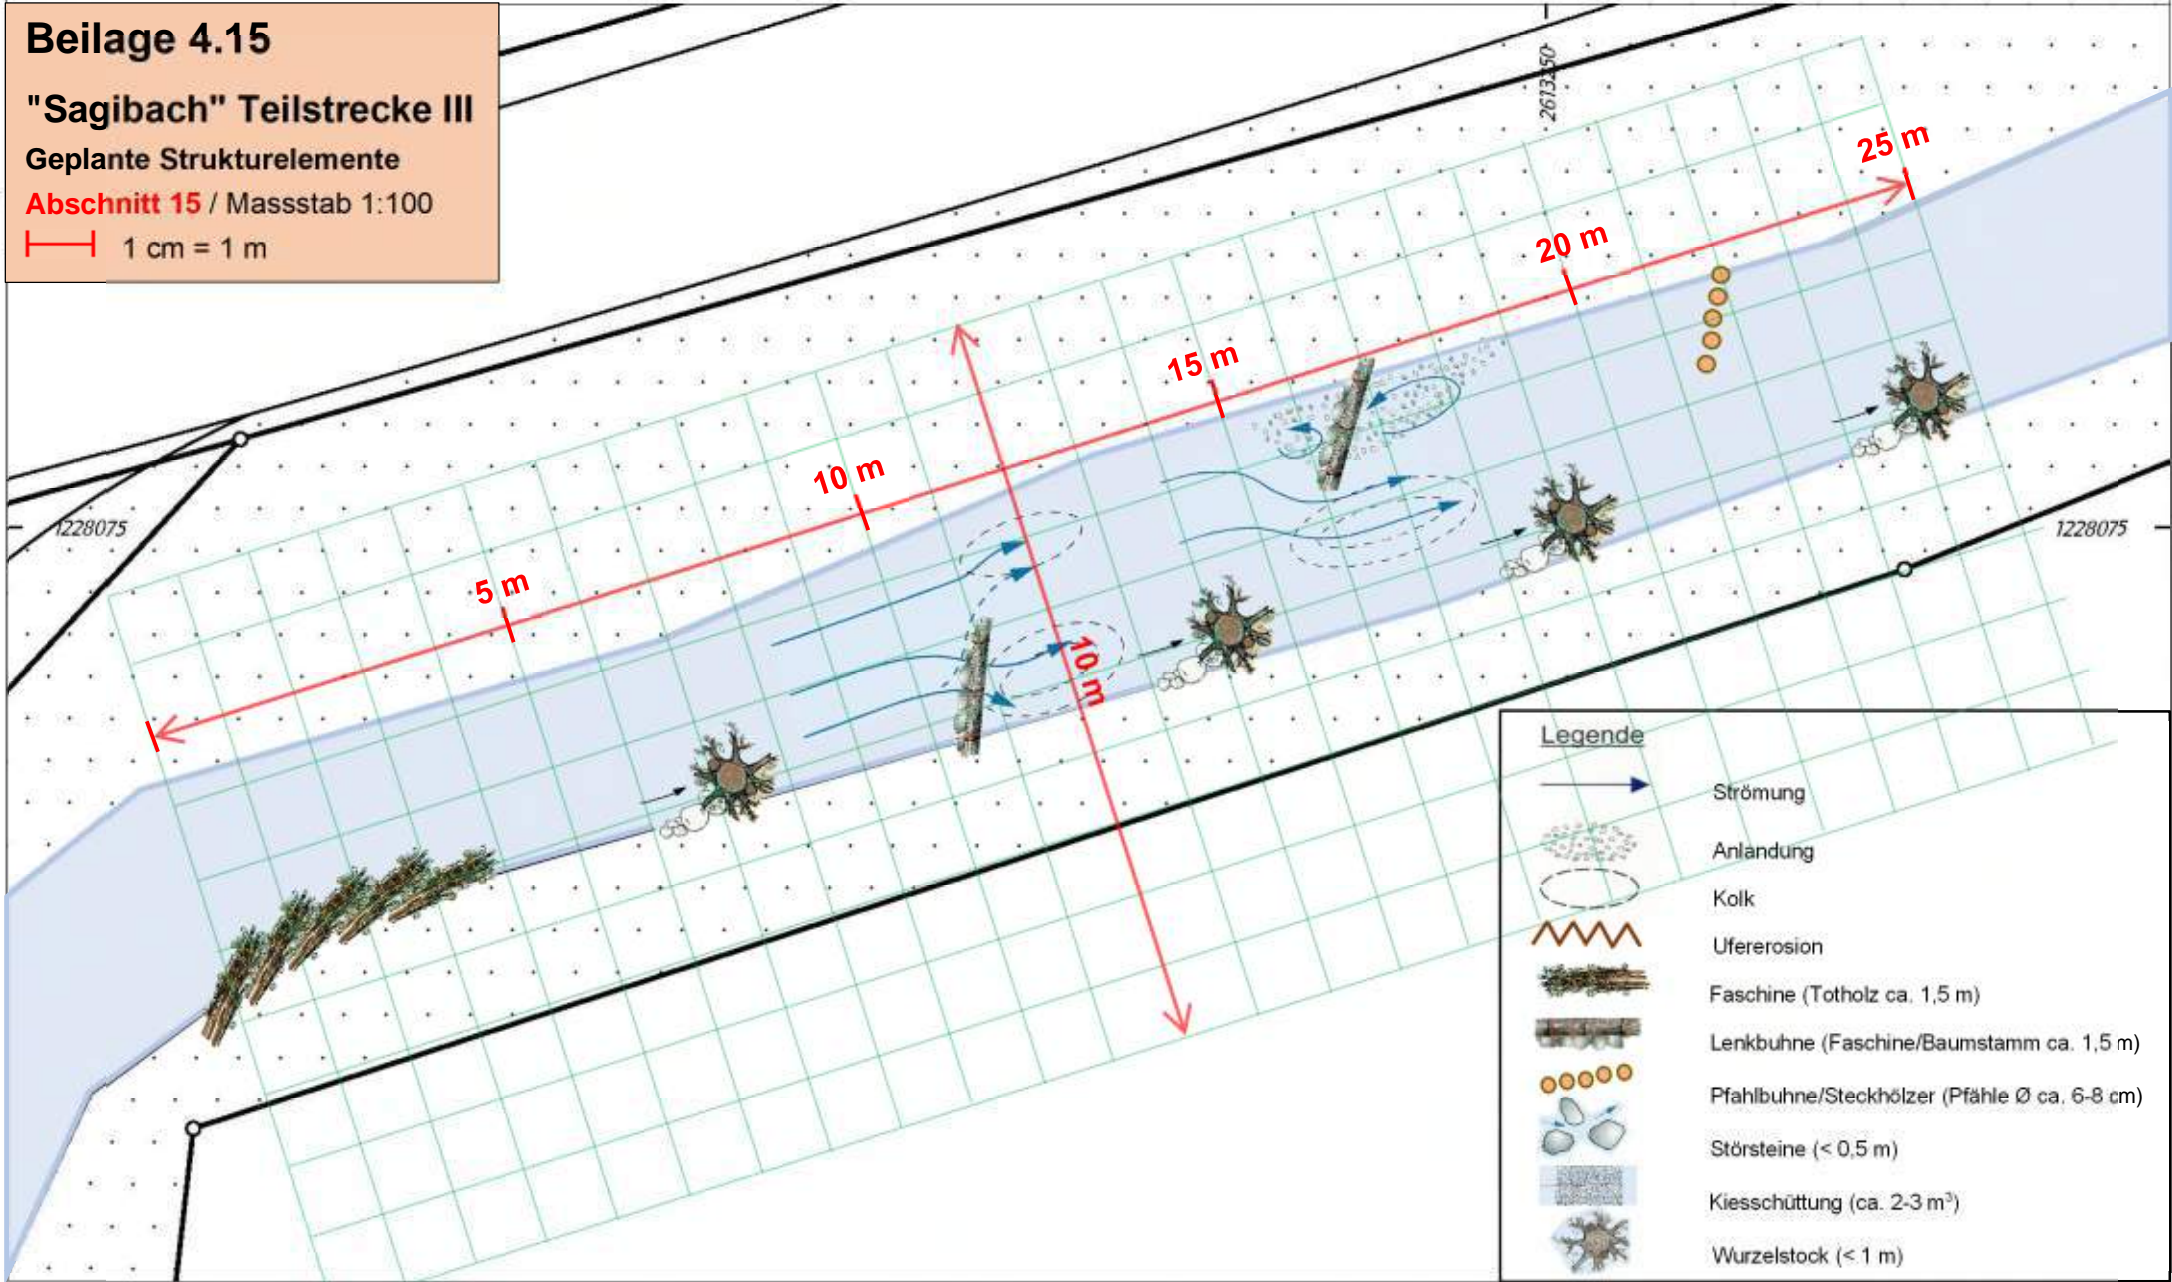 Beilage 4.15
"Sagibach" Teilstrecke III
Geplante Strukturelemente
Abschnitt 15 / Massstab 1:100
1 cm = 1 m
2613250
25 m
20 m
15 m
10 m
5 m
10 m
1228075
1228075
Legende
Strömung
Anlandung
Kolk
Ufererosion
Faschine (Totholz ca. 1,5 m)
Lenkbuhne (Faschine/Baumstamm ca. 1,5 m)
Pfahlbuhne/Steckhölzer (Pfähle Ø ca. 6-8 cm)
Störsteine (< 0,5 m)
Kiesschüttung (ca. 2-3 m³)
Wurzelstock (< 1 m)